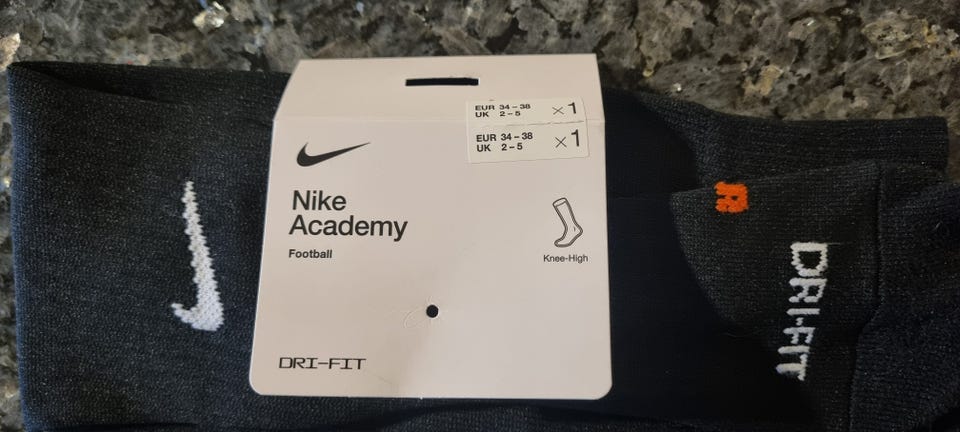 EUR 34 – 38 ×1
UK 2 – 5
EUR 34 – 38 ×1
UK 2 – 5
Nike
Academy
Football
Knee-High
DRI-FIT
R
DRI-FIT